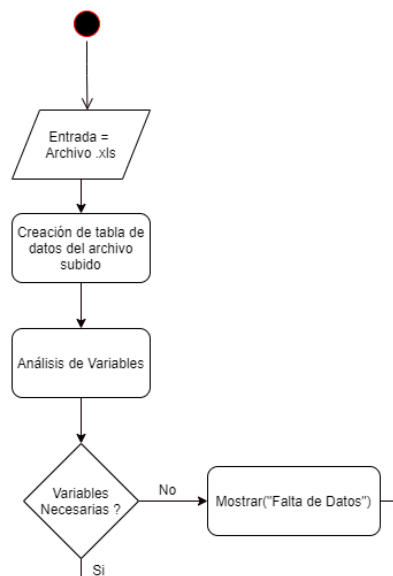 Entrada =
Archivo .xls
Creación de tabla de
datos del archivo
subido
Análisis de Variables
Variables
Necesarias ?
No
Mostrar("Falta de Datos")
Si